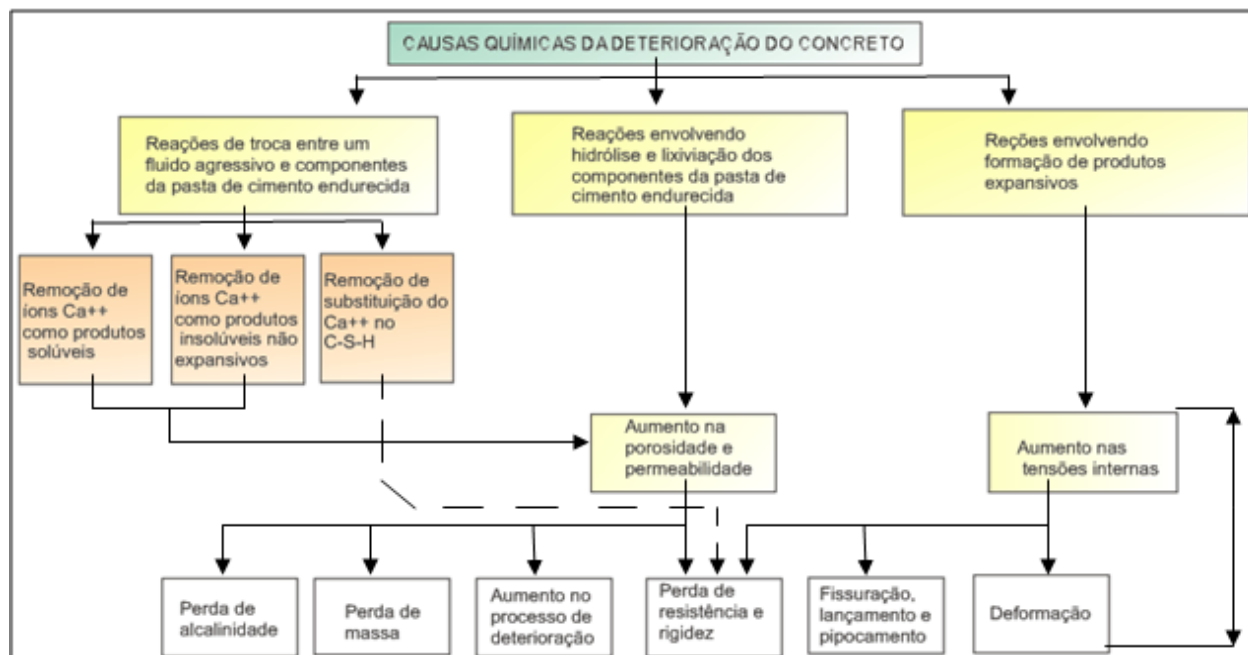 CAUSAS QUÍMICAS DA DETERIORAÇÃO DO CONCRETO
Reações de troca entre um
fluido agressivo e componentes
da pasta de cimento endurecida
Reações envolvendo
hidrólise e lixiviação dos
componentes da pasta de
cimento endurecida
Reções envolvendo
formação de produtos
expansivos
Remoção de
íons Ca++
como produtos
solúveis
Remoção de
íons Ca++
como produtos
insolúveis não
expansivos
Remoção de
substituição do
Ca++ no
C-S-H
Aumento na
porosidade e
permeabilidade
Aumento nas
tensões internas
Perda de
alcalinidade
Perda de
massa
Aumento no
processo de
deterioração
Perda de
resistência e
rigidez
Fissuração,
lançamento e
pipocamento
Deformação